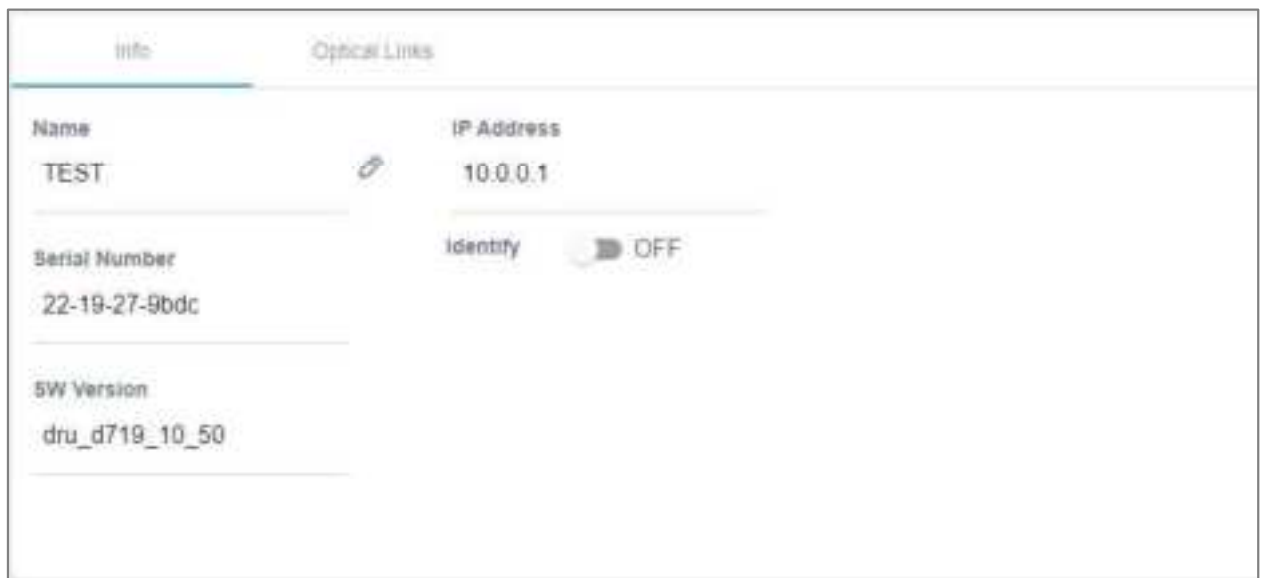 Info
Optical Links
Name
TEST
IP Address
10.0.0.1
Identify
OFF
Serial Number
22-19-27-9bdc
SW Version
dru_d719_10_50